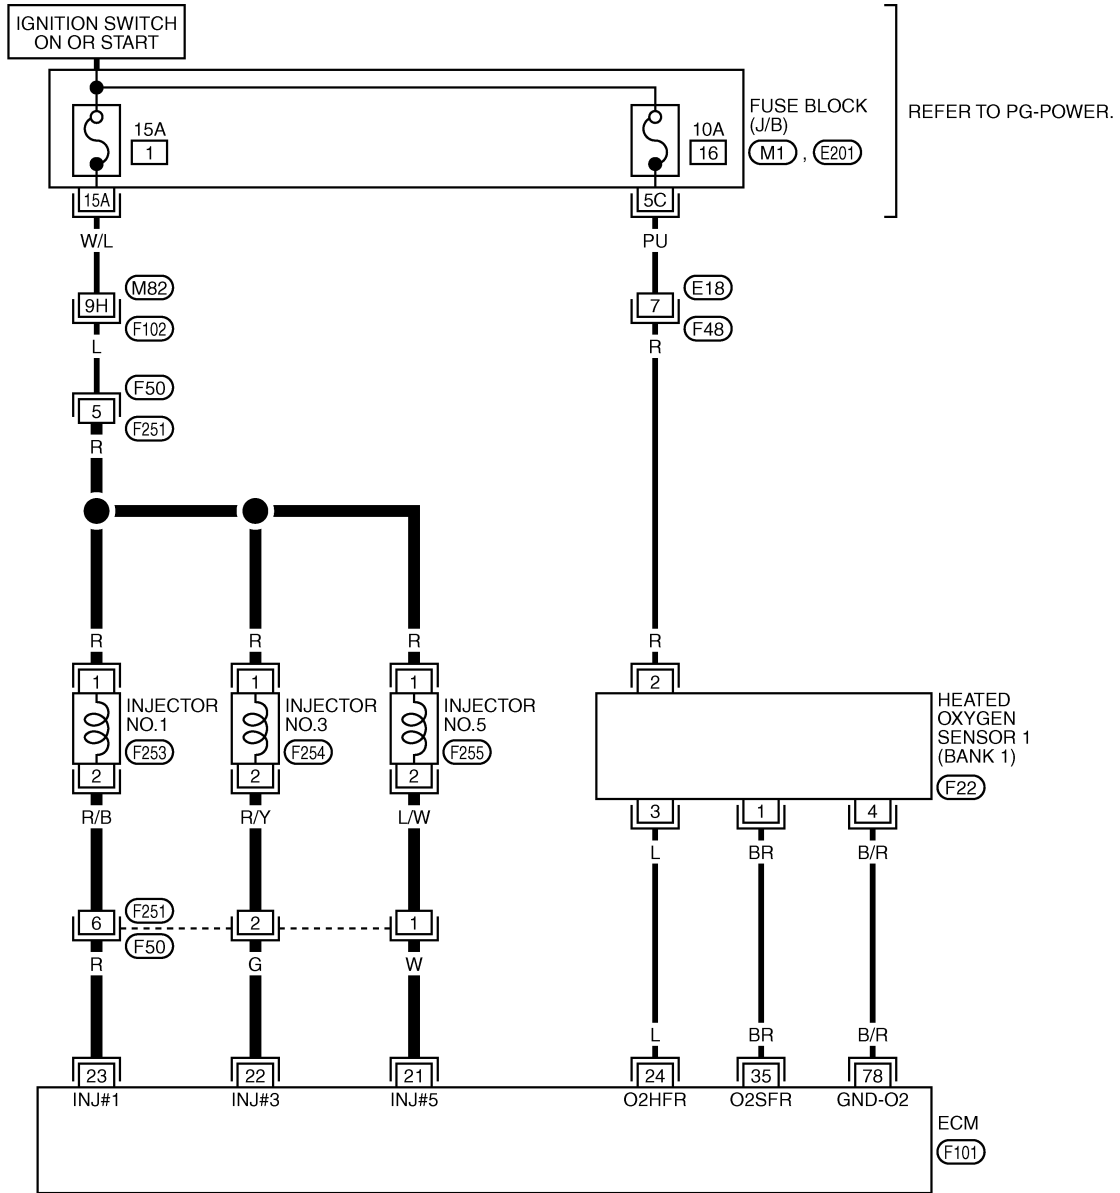 IGNITION SWITCH
ON OR START
REFER TO PG-POWER.
FUSE BLOCK
(J/B)
M1 , E201
15A
1
10A
16
15A
5C
W/L
PU
M82
9H
F102
E18
7
F48
L
R
F50
5
F251
R
R
R
R
R
1
1
1
2
INJECTOR
NO.1
F253
INJECTOR
NO.3
F254
INJECTOR
NO.5
F255
HEATED
OXYGEN
SENSOR 1
(BANK 1)
F22
2
2
2
3
1
4
R/B
R/Y
L/W
L
BR
B/R
F251
6
2
1
F50
R
G
W
L
BR
B/R
23
22
21
24
35
78
INJ#1
INJ#3
INJ#5
O2HFR
O2SFR
GND-O2
ECM
F101